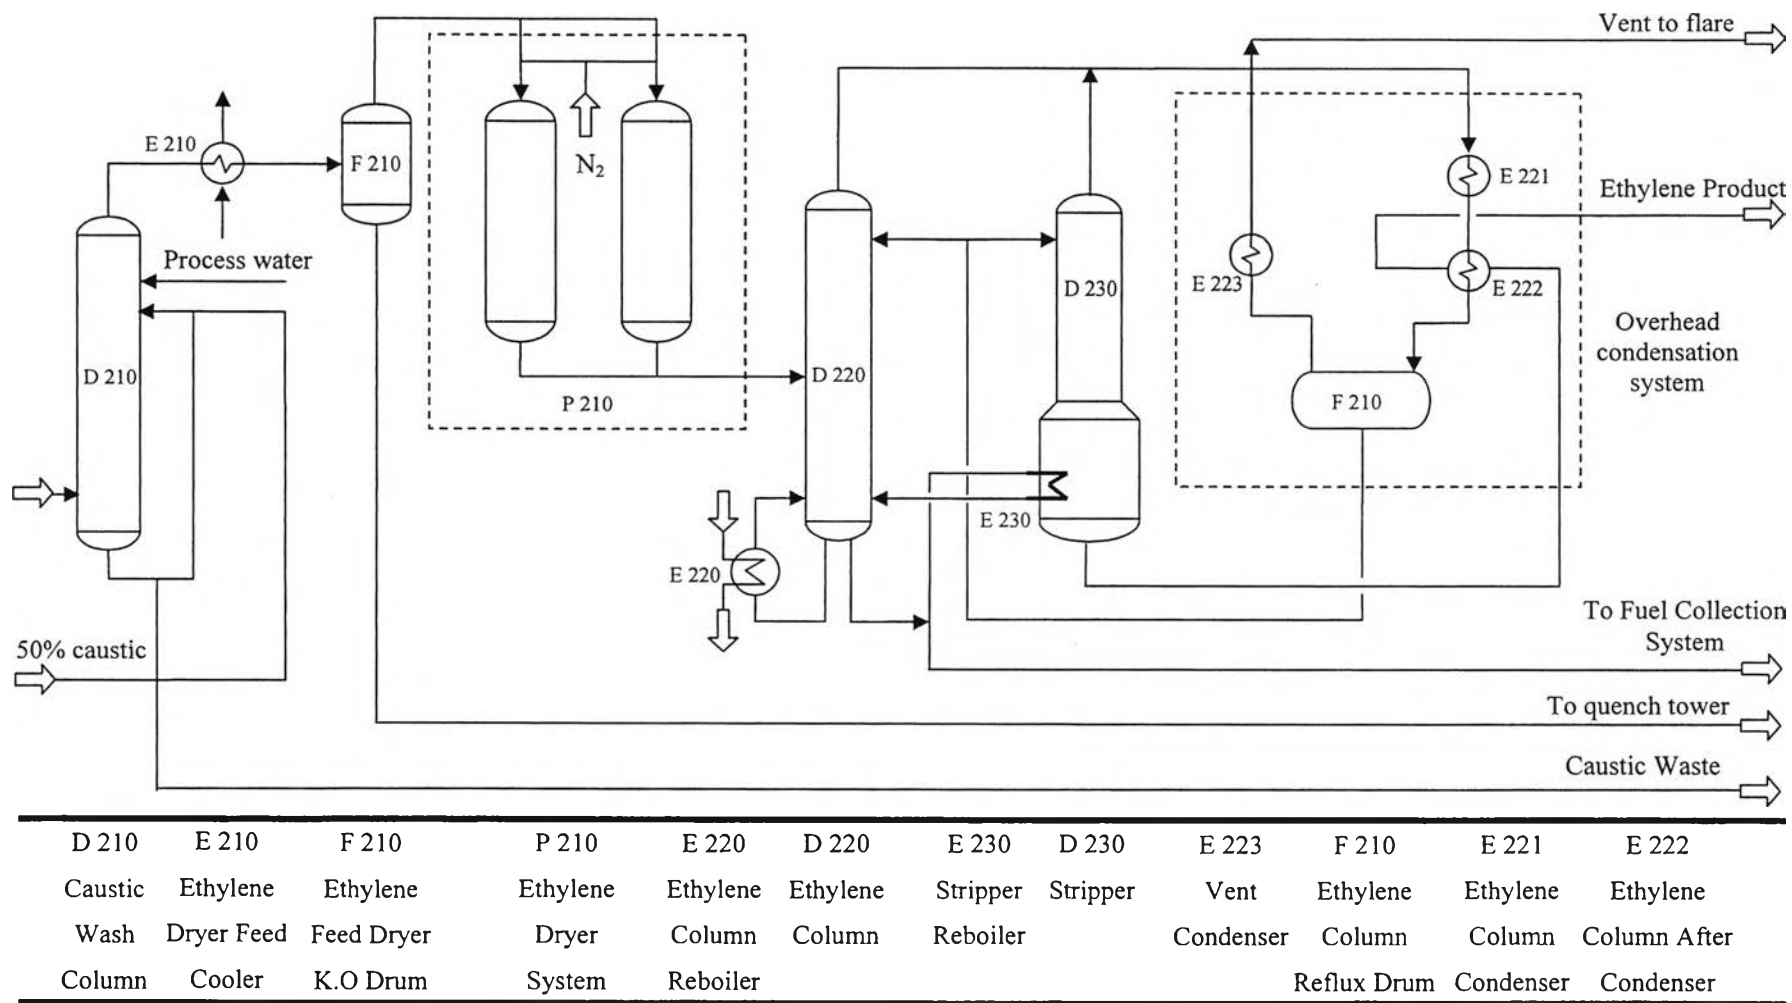 Vent to flare
E 210
F 210
N2
E 221
Ethylene Product
Process water
E 223
D 230
E 222
Overhead
condensation
system
D 210
P 210
D 220
F 210
E 230
E 220
To Fuel Collection
System
50% caustic
To quench tower
Caustic Waste
D 210 E 210 F 210 P 210 E 220 D 220 E 230 D 230 E 223 F 210 E 221 E 222
Caustic Ethylene Ethylene Ethylene Ethylene Ethylene Stripper Stripper Vent Ethylene Ethylene Ethylene
Wash Dryer Feed Feed Dryer Dryer Column Column Reboiler Condenser Column Column Column After
Column Cooler K.O Drum System Reboiler Reflux Drum Condenser Condenser